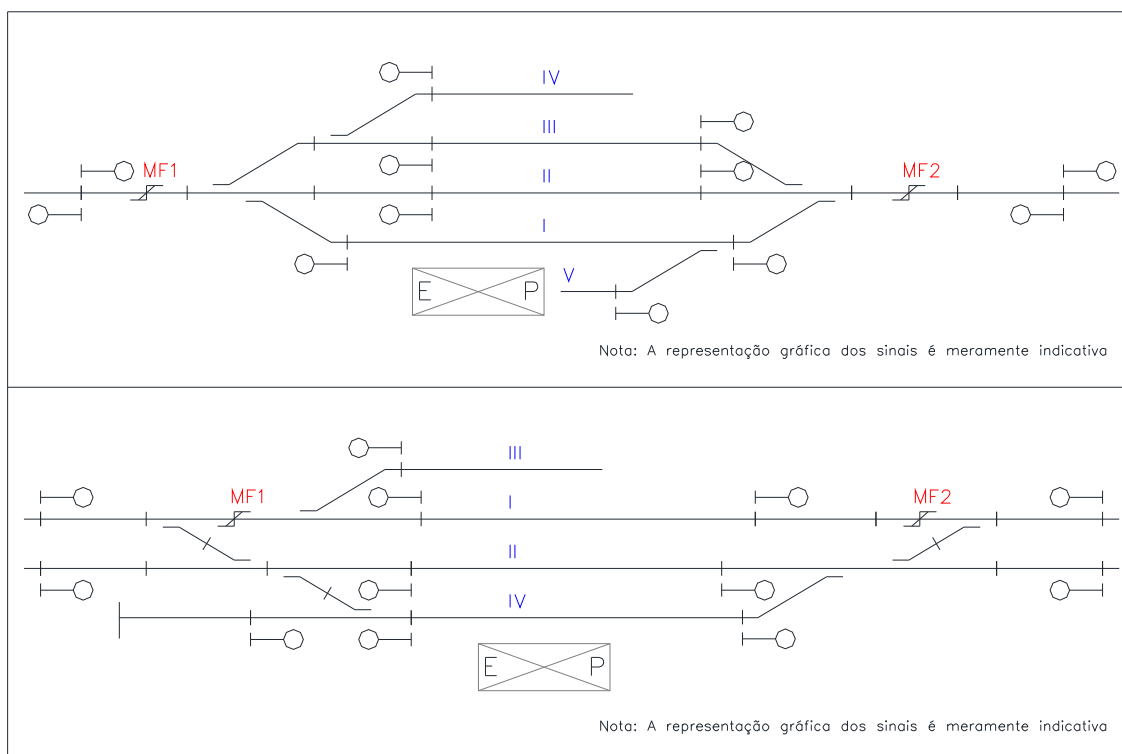 IV
III
MF1
MF2
II
I
V
E P
Nota: A representação gráfica dos sinais é meramente indicativa
III
MF1
I
MF2
II
IV
E P
Nota: A representação gráfica dos sinais é meramente indicativa